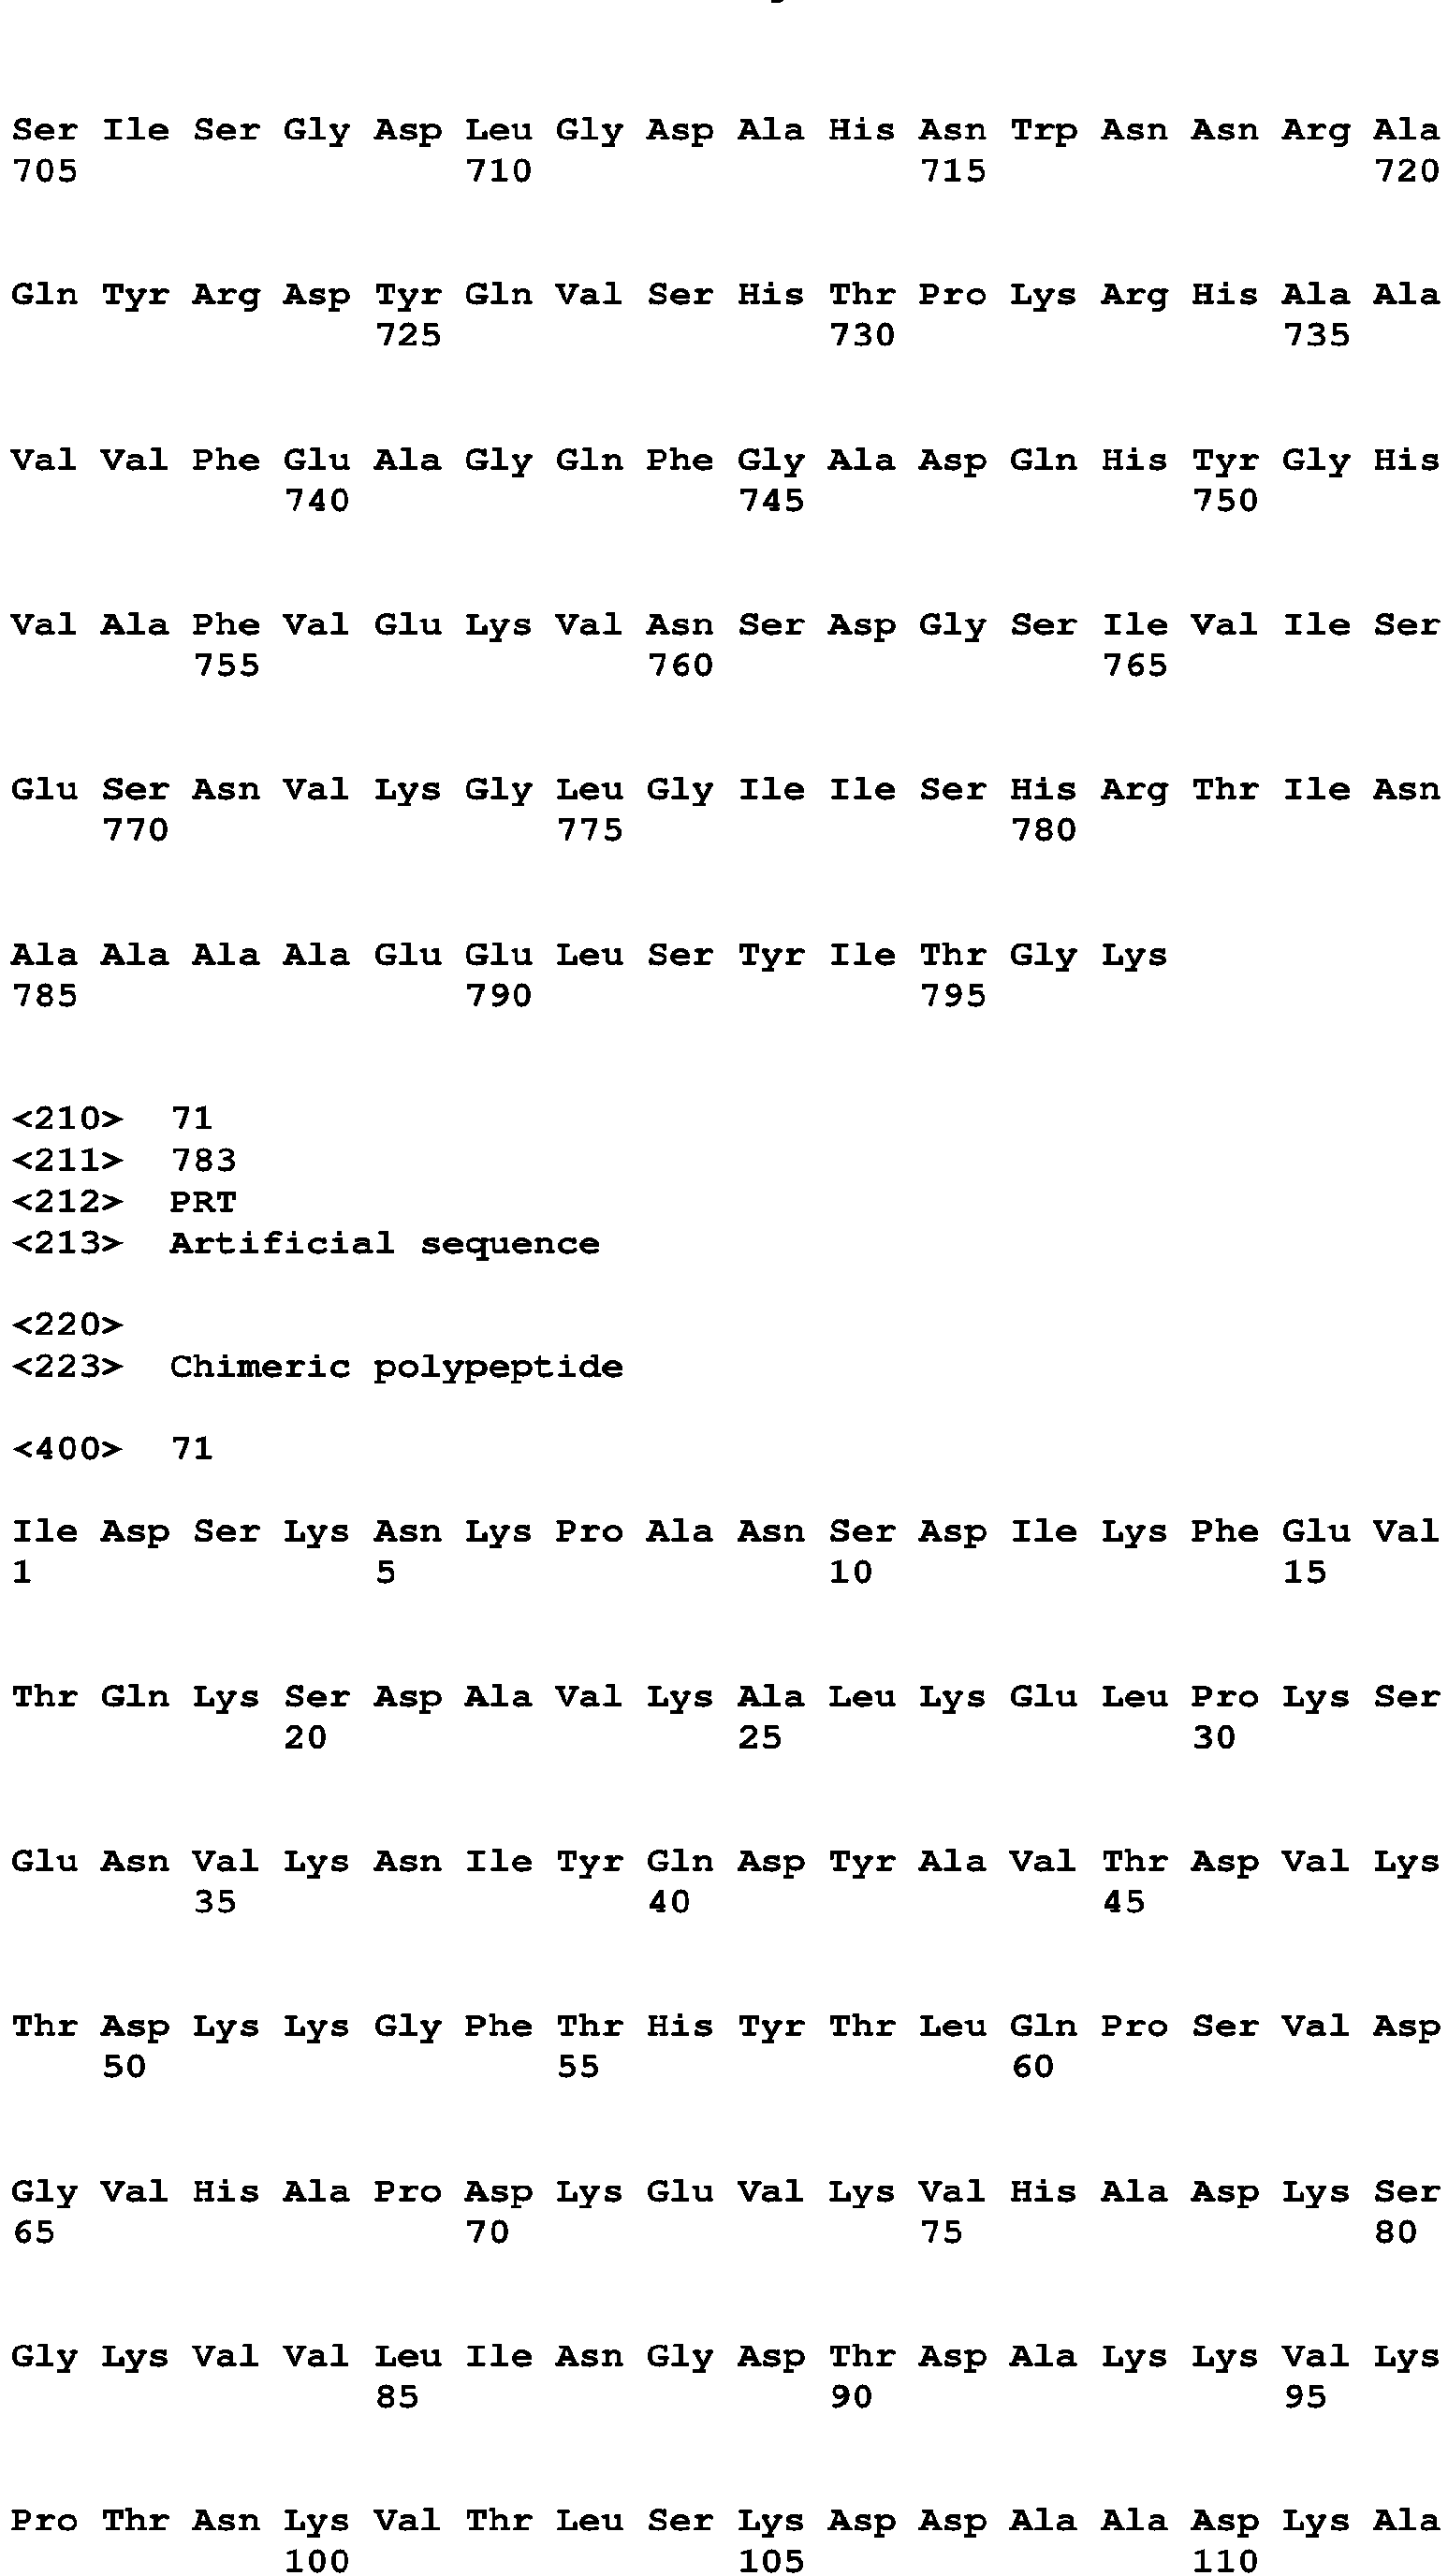 Ser Ile Ser Gly Asp Leu Gly Asp Ala His Asn Trp Asn Asn Arg Ala
705 710 715 720
Gln Tyr Arg Asp Tyr Gln Val Ser His Thr Pro Lys Arg His Ala Ala
725 730 735
Val Val Phe Glu Ala Gly Gln Phe Gly Ala Asp Gln His Tyr Gly His
740 745 750
Val Ala Phe Val Glu Lys Val Asn Ser Asp Gly Ser Ile Val Ile Ser
755 760 765
Glu Ser Asn Val Lys Gly Leu Gly Ile Ile Ser His Arg Thr Ile Asn
770 775 780
Ala Ala Ala Ala Glu Glu Leu Ser Tyr Ile Thr Gly Lys
785 790 795
<210> 71
<211> 783
<212> PRT
<213> Artificial sequence
<220>
<223> Chimeric polypeptide
<400> 71
Ile Asp Ser Lys Asn Lys Pro Ala Asn Ser Asp Ile Lys Phe Glu Val
1 5 10 15
Thr Gln Lys Ser Asp Ala Val Lys Ala Leu Lys Glu Leu Pro Lys Ser
20 25 30
Glu Asn Val Lys Asn Ile Tyr Gln Asp Tyr Ala Val Thr Asp Val Lys
35 40 45
Thr Asp Lys Lys Gly Phe Thr His Tyr Thr Leu Gln Pro Ser Val Asp
50 55 60
Gly Val His Ala Pro Asp Lys Glu Val Lys Val His Ala Asp Lys Ser
65 70 75 80
Gly Lys Val Val Leu Ile Asn Gly Asp Thr Asp Ala Lys Lys Val Lys
85 90 95
Pro Thr Asn Lys Val Thr Leu Ser Lys Asp Asp Ala Ala Asp Lys Ala
100 105 110